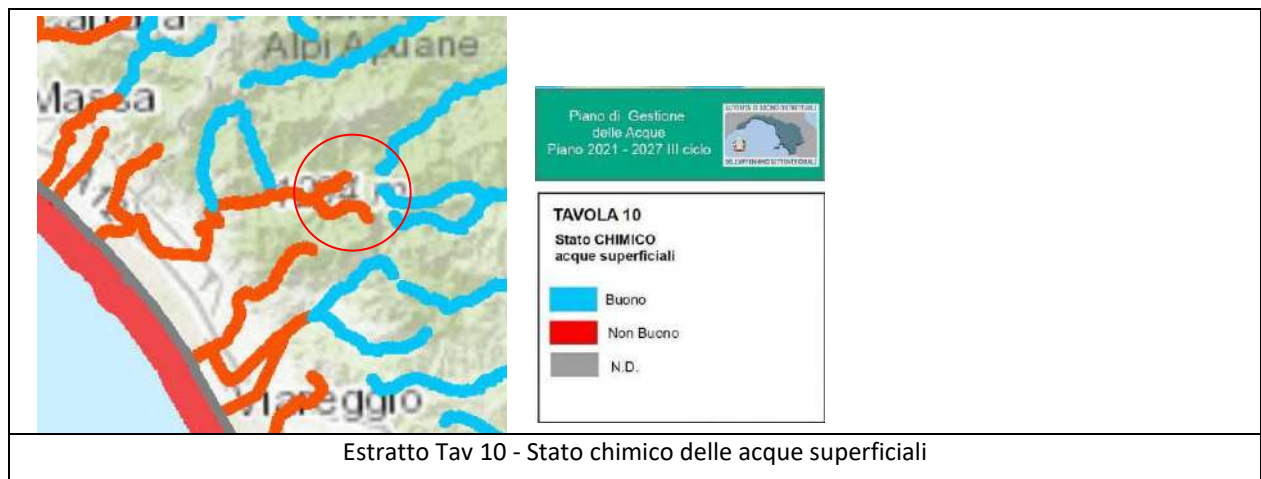 Carrara
Alpi Apuane
Massa
Viareggio
Piano di Gestione
delle Acque
Piano 2021 - 2027 III ciclo
TAVOLA 10
Stato CHIMICO
acque superficiali
Buono
Non Buono
N.D.
Estratto Tav 10 - Stato chimico delle acque superficiali